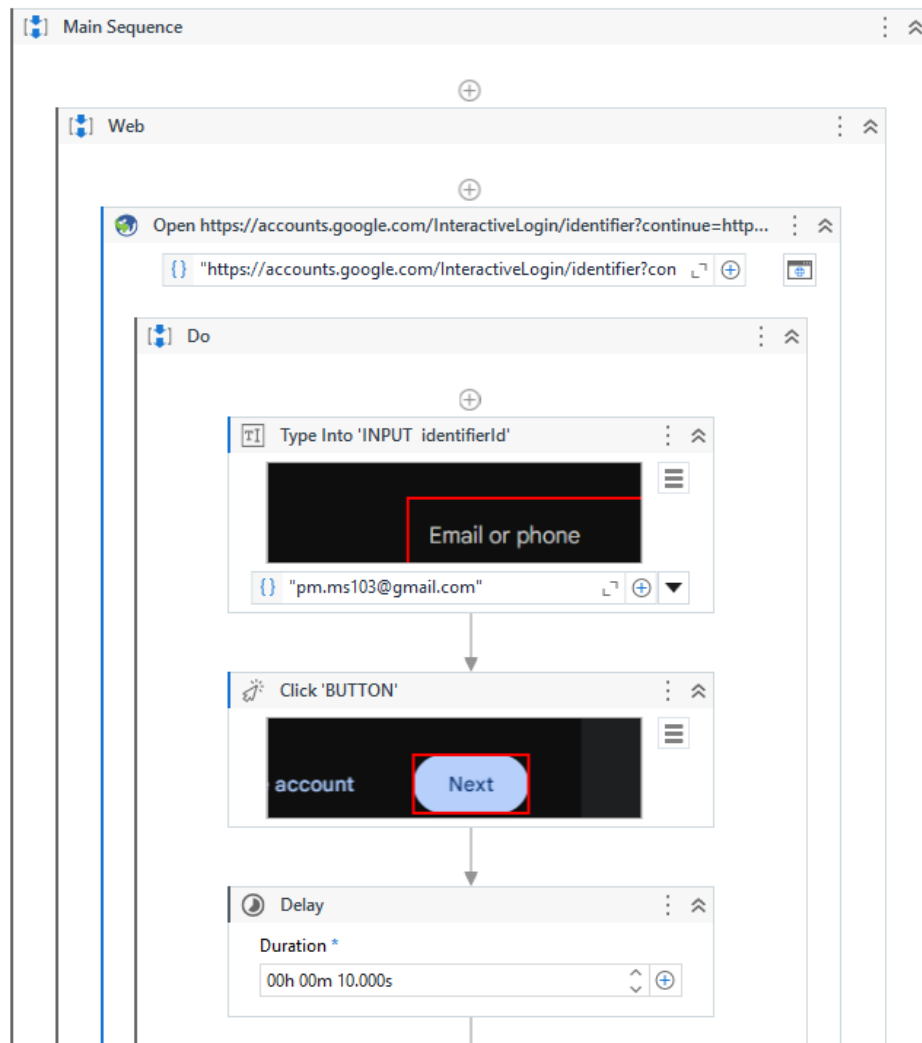 Main Sequence
Web
Open https://accounts.google.com/InteractiveLogin/identifier?continue=http...
{} "https://accounts.google.com/InteractiveLogin/identifier?con
Do
Type Into 'INPUT identifierId'
Email or phone
{} "pm.ms103@gmail.com"
Click 'BUTTON'
account
Next
Delay
Duration *
00h 00m 10.000s